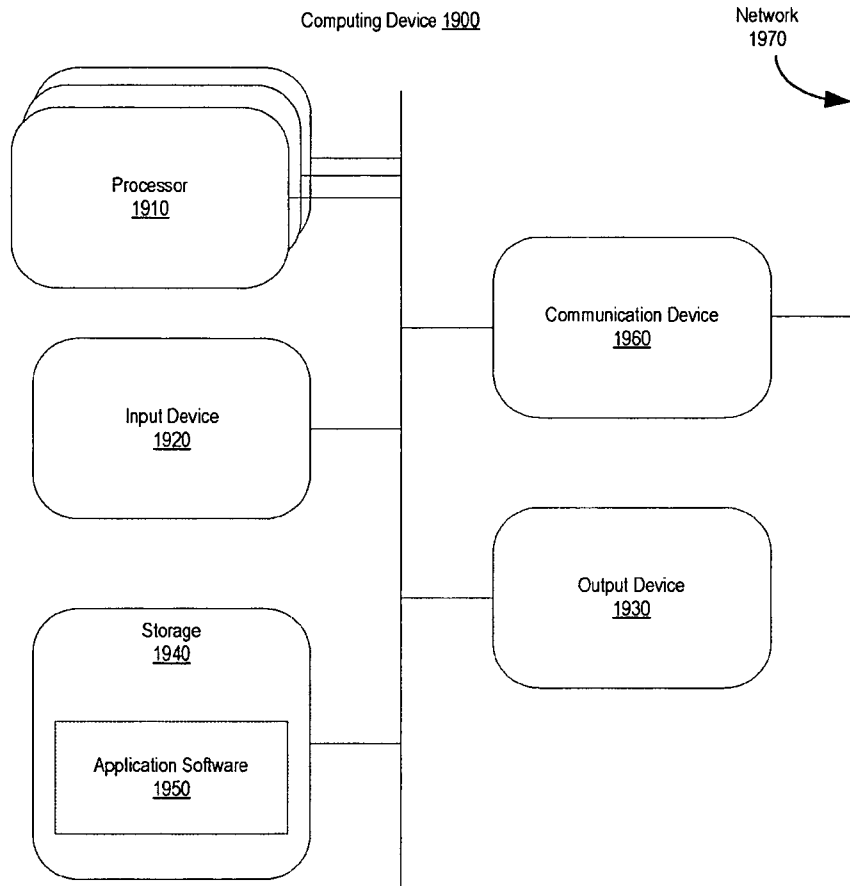 Computing Device 1900
Network
1970
Processor
1910
Communication Device
1960
Input Device
1920
Output Device
1930
Storage
1940
Application Software
1950